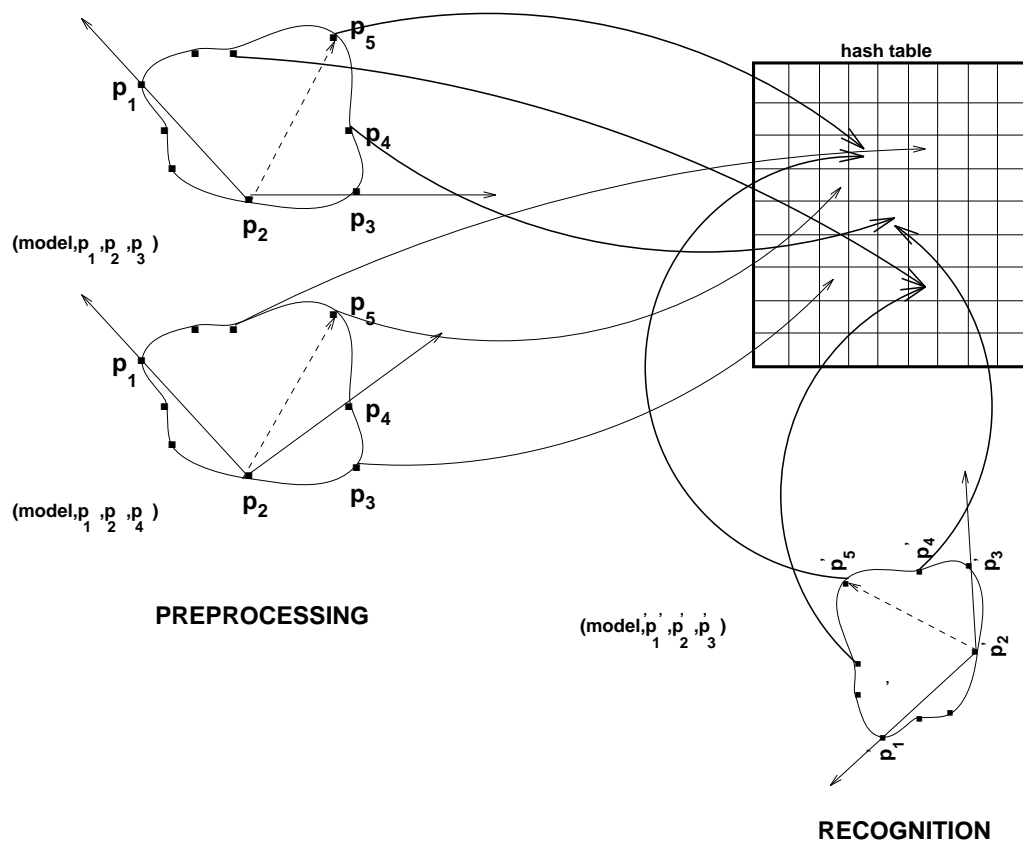 p5
hash table
p1
p4
p2
p3
(model,p1,p2,p3)
p5
p1
p4
p2
p3
(model,p1,p2,p4)
PREPROCESSING
p'5
p'4
p'3
(model,p'1,p'2,p'3)
p'2
p'1
RECOGNITION